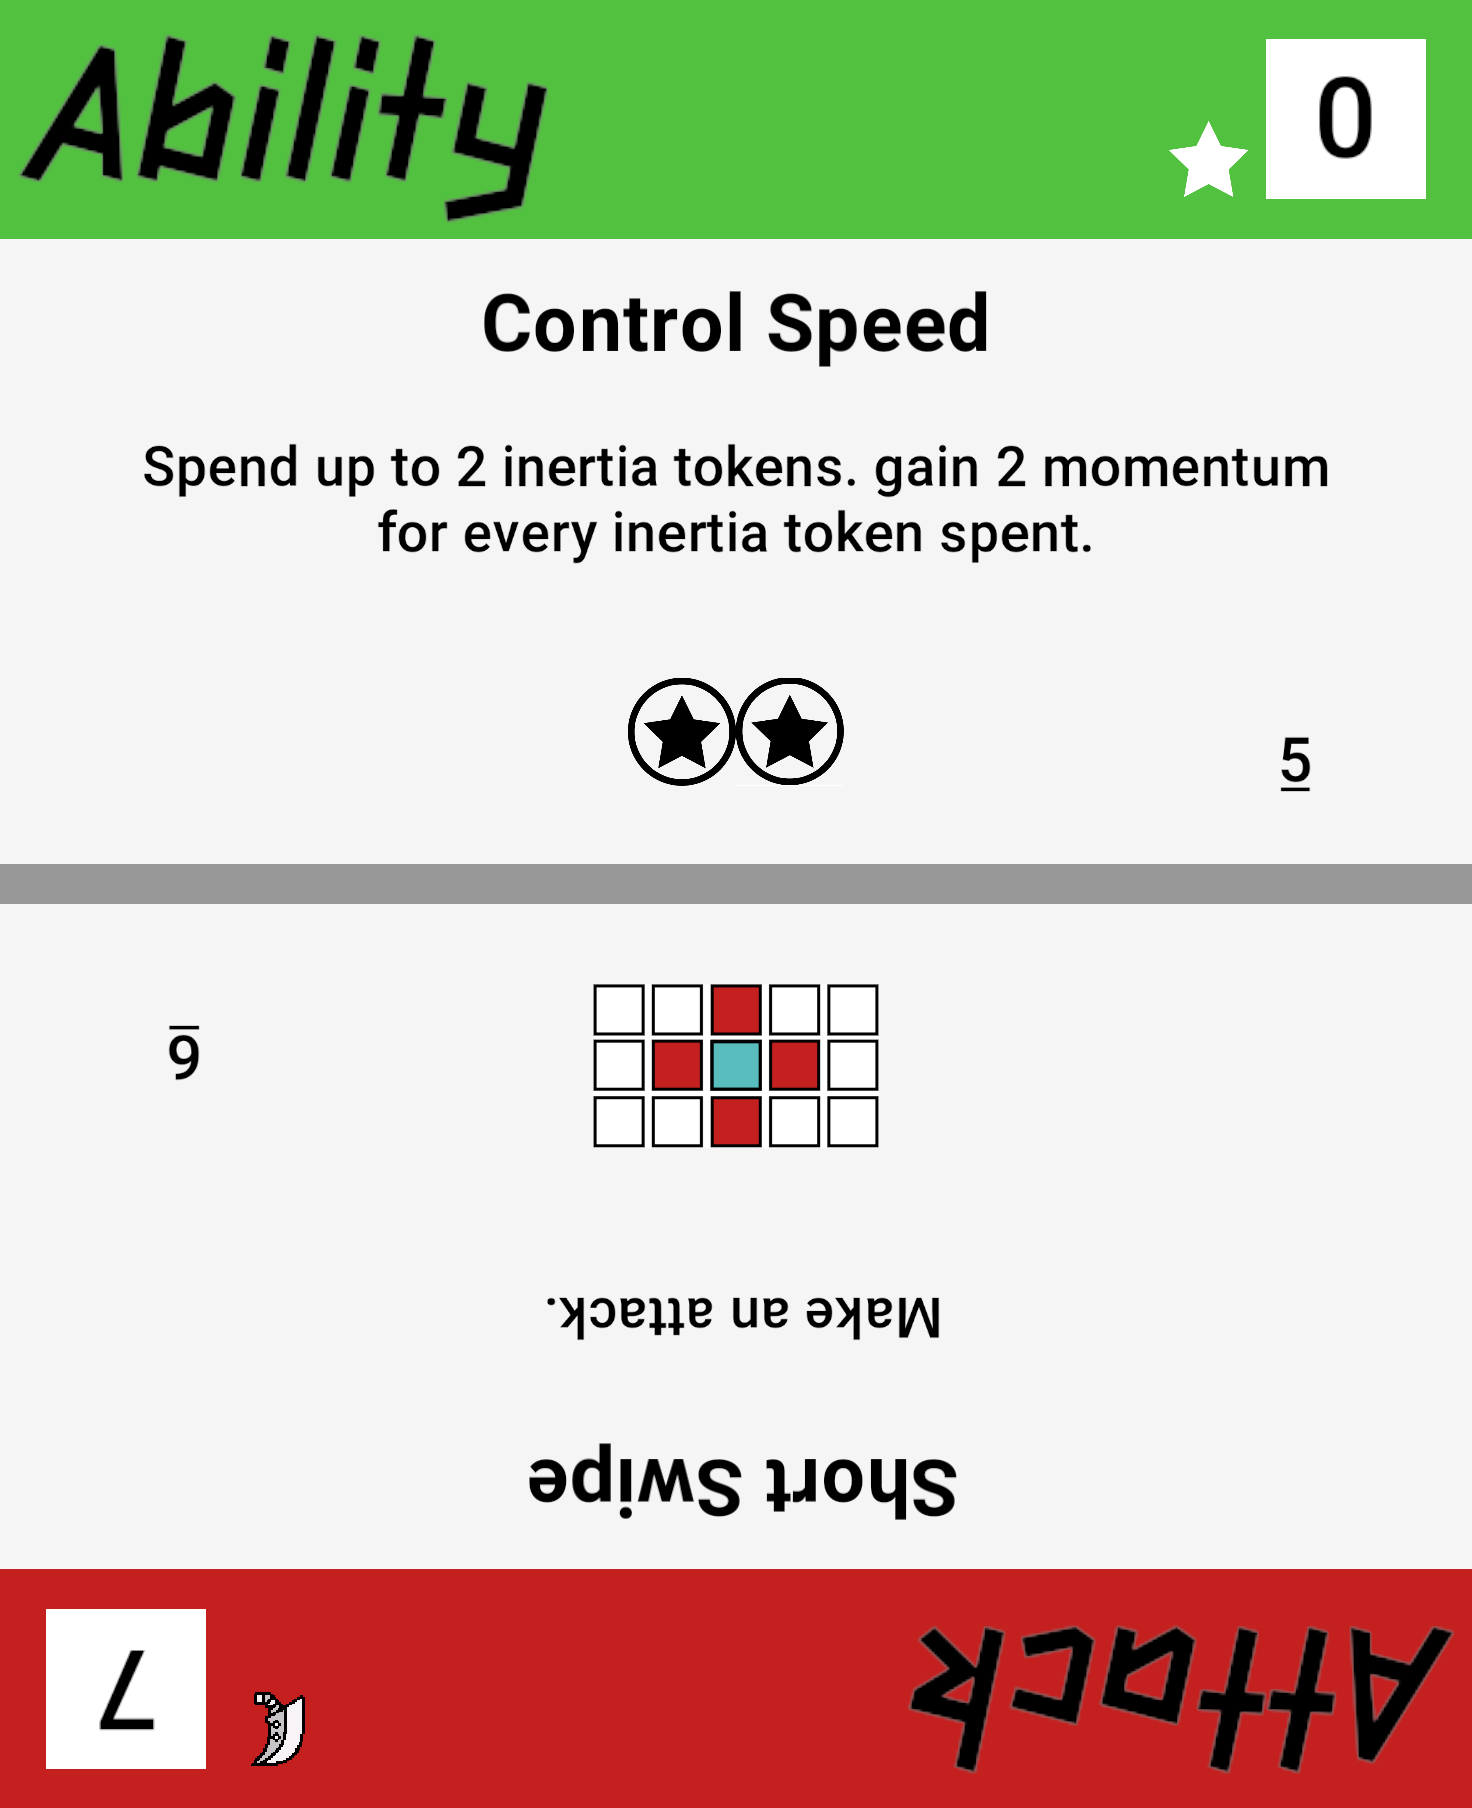 Ability
0
Control Speed
Spend up to 2 inertia tokens. gain 2 momentum
for every inertia token spent.
5
Attack
7
Short Swipe
Make an attack.
6